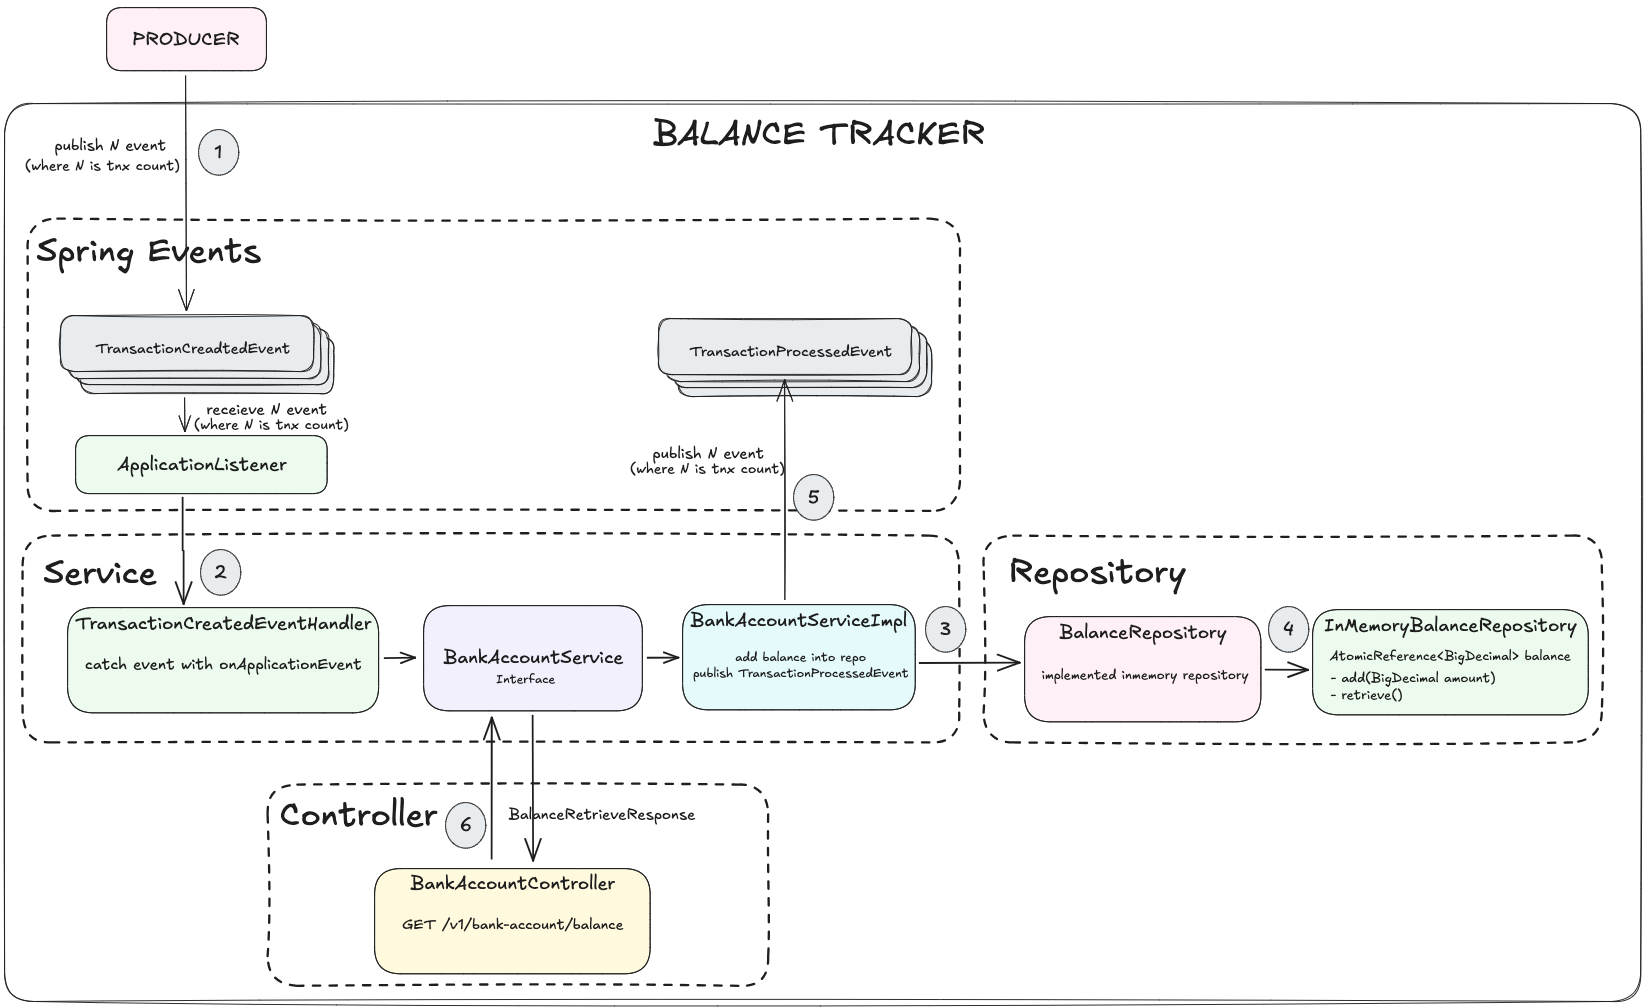 PRODUCER
BALANCE TRACKER
publish N event
(where N is tnx count)
1
Spring Events
TransactionCreadtedEvent
TransactionProcessedEvent
receieve N event
(where N is tnx count)
ApplicationListener
publish N event
(where N is tnx count)
5
Service
2
TransactionCreatedEventHandler
catch event with onApplicationEvent
BankAccountService
Interface
BankAccountServiceImpl
add balance into repo
publish TransactionProcessedEvent
3
Repository
BalanceRepository
implemented inmemory repository
4
InMemoryBalanceRepository
AtomicReference<BigDecimal> balance
- add(BigDecimal amount)
- retrieve()
Controller
6
BalanceRetrieveResponse
BankAccountController
GET /v1/bank-account/balance